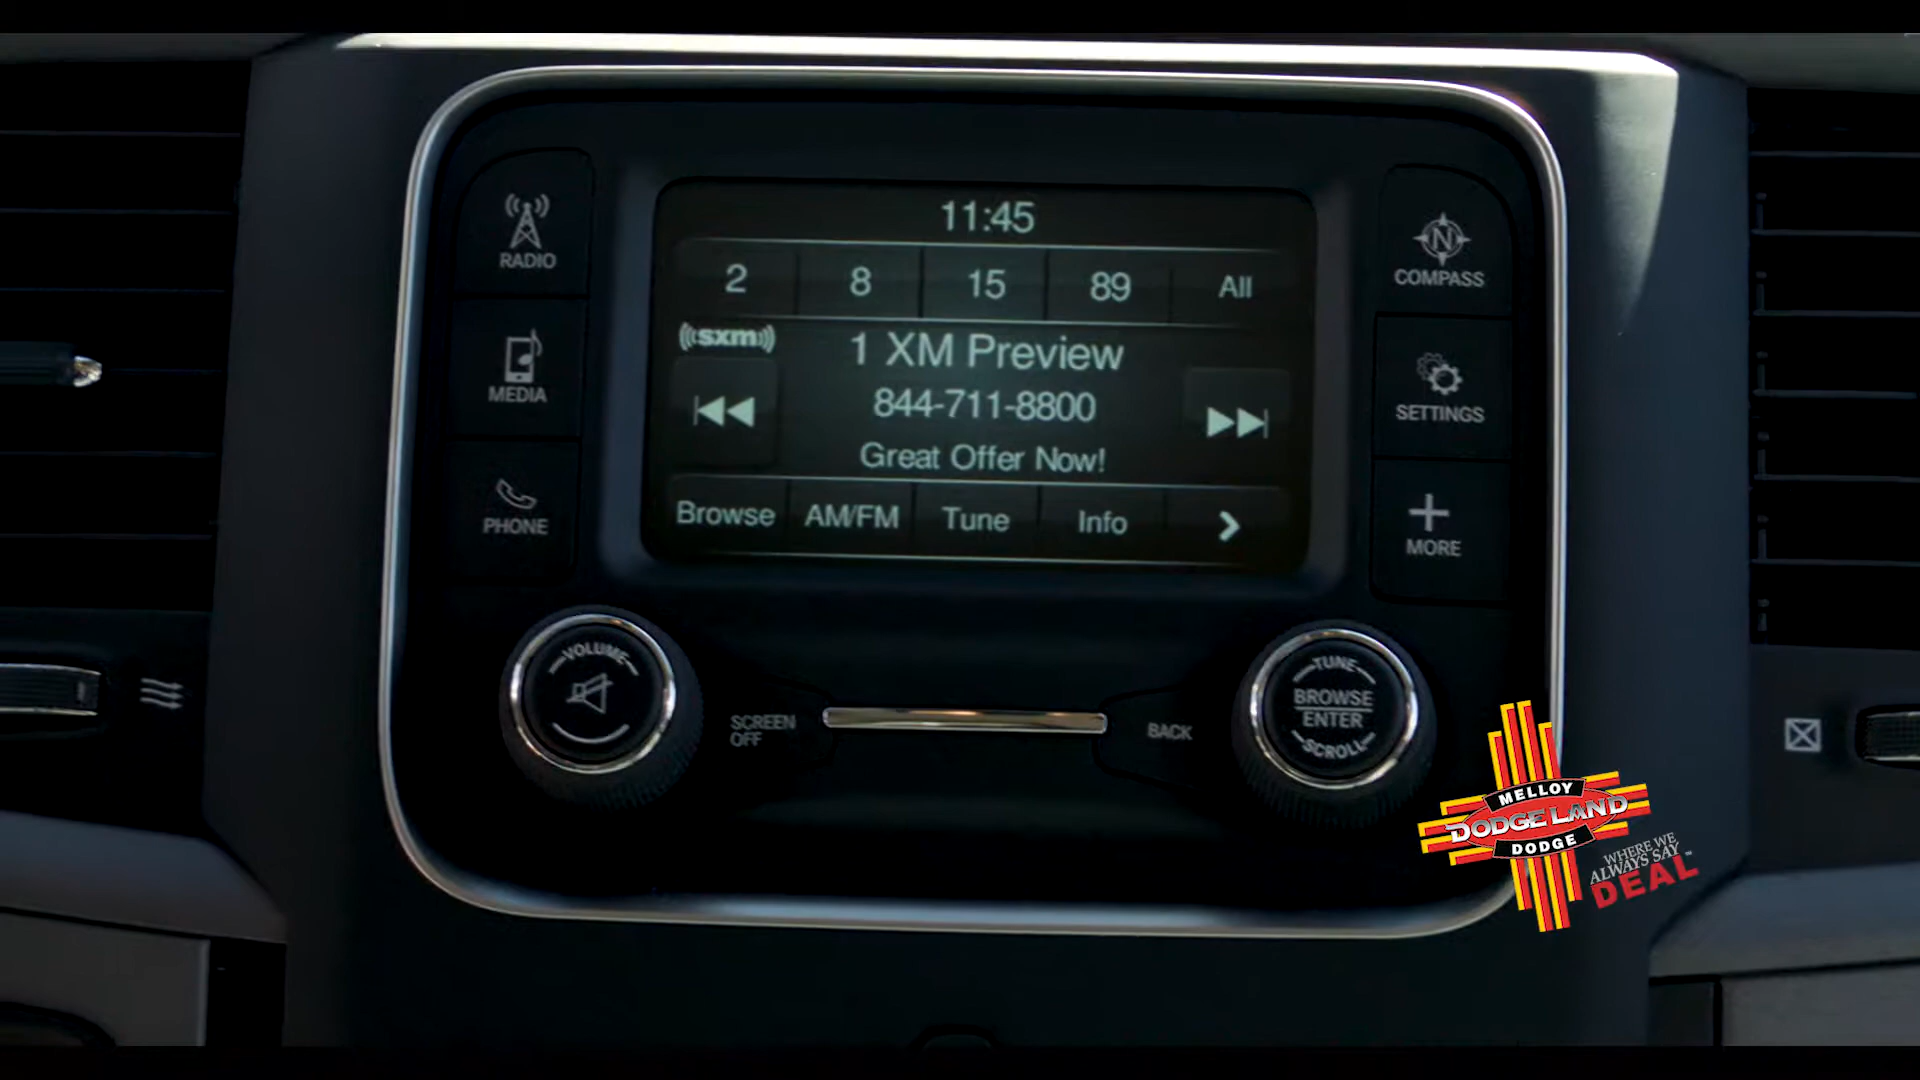 11:45
2 8 15 89 All
((sxm))
1 XM Preview
844-711-8800
Great Offer Now!
Browse AM/FM Tune Info
RADIO
MEDIA
PHONE
N
COMPASS
SETTINGS
MORE
VOLUME
SCREEN
OFF
BACK
TUNE
BROWSE
ENTER
SCROLL
MELLOY
DODGELAND
DODGE
WHERE WE
ALWAYS SAY
DEAL™